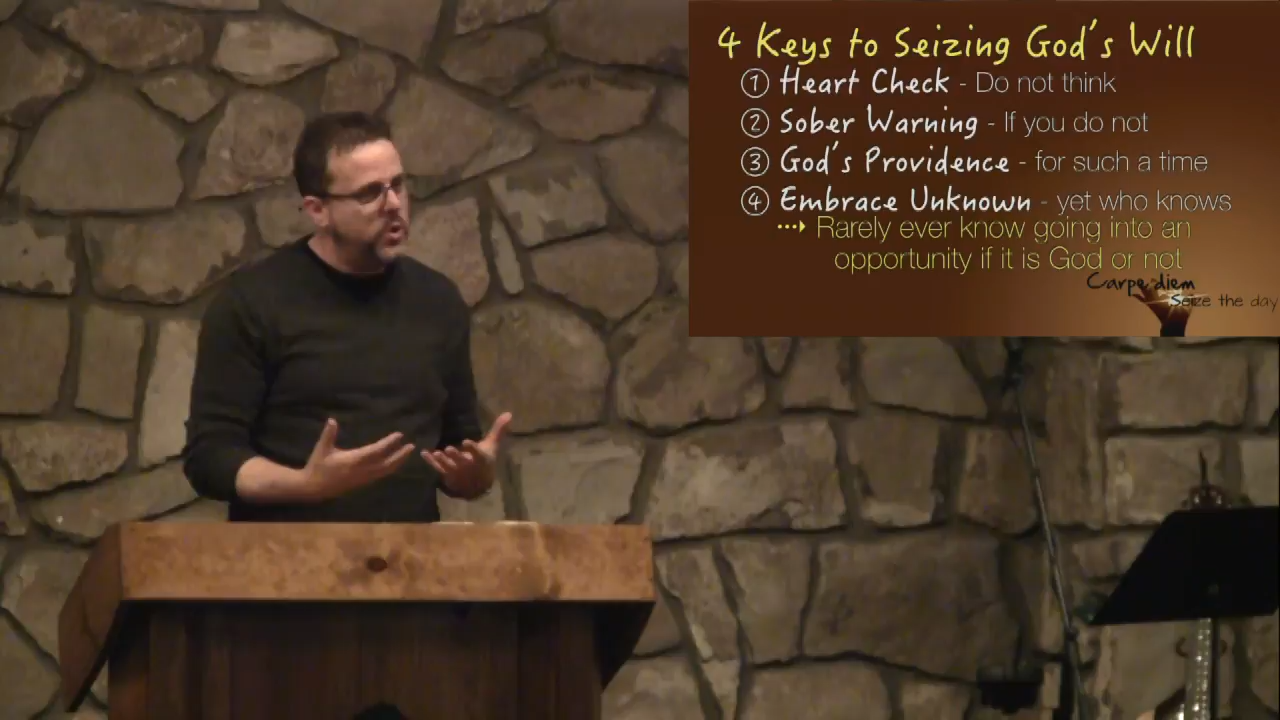 4 Keys to Seizing God's Will
① Heart Check - Do not think
② Sober Warning - If you do not
③ God's Providence - for such a time
④ Embrace Unknown - yet who knows
Rarely ever know going into an
opportunity if it is God or not
Carpe diem
Seize the day